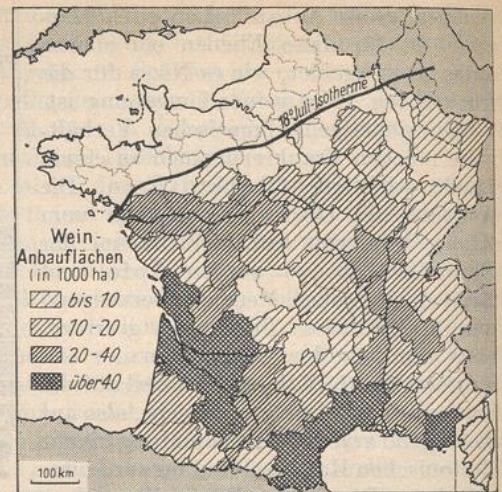 18° Juli-Isotherme
Wein-
Anbauflächen
(in 1000 ha)
bis 10
10-20
20-40
über 40
100 km